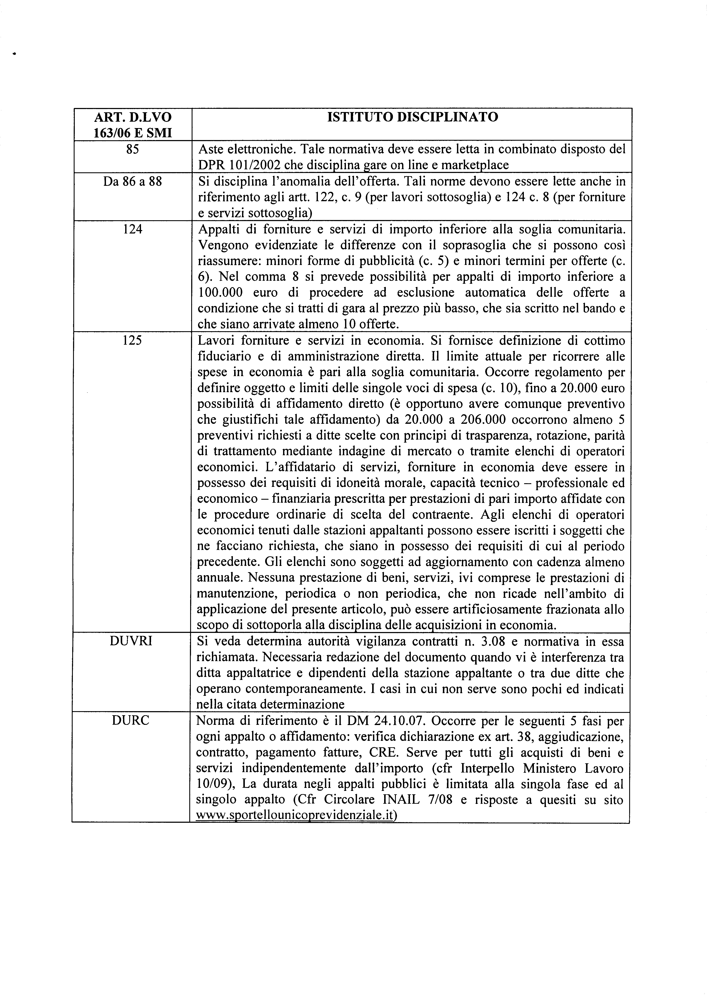 ART. D.LVO
163/06 E SMI
ISTITUTO DISCIPLINATO
85
Aste elettroniche. Tale normativa deve essere letta in combinato disposto del
DPR 101/2002 che disciplina gare on line e marketplace
Da 86 a 88
Si disciplina l’anomalia dell’offerta. Tali norme devono essere lette anche in
riferimento agli artt. 122, c. 9 (per lavori sottosoglia) e 124 c. 8 (per forniture
e servizi sottosoglia)
124
Appalti di forniture e servizi di importo inferiore alla soglia comunitaria.
Vengono evidenziate le differenze con il soprasoglia che si possono così
riassumere: minori forme di pubblicità (c. 5) e minori termini per offerte (c.
6). Nel comma 8 si prevede possibilità per appalti di importo inferiore a
100.000 euro di procedere ad esclusione automatica delle offerte a
condizione che si tratti di gara al prezzo più basso, che sia scritto nel bando e
che siano arrivate almeno 10 offerte.
125
Lavori forniture e servizi in economia. Si fornisce definizione di cottimo
fiduciario e di amministrazione diretta. Il limite attuale per ricorrere alle
spese in economia è pari alla soglia comunitaria. Occorre regolamento per
definire oggetto e limiti delle singole voci di spesa (c. 10), fino a 20.000 euro
possibilità di affidamento diretto (è opportuno avere comunque preventivo
che giustifichi tale affidamento) da 20.000 a 206.000 occorrono almeno 5
preventivi richiesti a ditte scelte con principi di trasparenza, rotazione, parità
di trattamento mediante indagine di mercato o tramite elenchi di operatori
economici. L’affidatario di servizi, forniture in economia deve essere in
possesso dei requisiti di idoneità morale, capacità tecnico – professionale ed
economico – finanziaria prescritta per prestazioni di pari importo affidate con
le procedure ordinarie di scelta del contraente. Agli elenchi di operatori
economici tenuti dalle stazioni appaltanti possono essere iscritti i soggetti che
ne facciano richiesta, che siano in possesso dei requisiti di cui al periodo
precedente. Gli elenchi sono soggetti ad aggiornamento con cadenza almeno
annuale. Nessuna prestazione di beni, servizi, ivi comprese le prestazioni di
manutenzione, periodica o non periodica, che non ricade nell’ambito di
applicazione del presente articolo, può essere artificiosamente frazionata allo
scopo di sottoporla alla disciplina delle acquisizioni in economia.
DUVRI
Si veda determina autorità vigilanza contratti n. 3.08 e normativa in essa
richiamata. Necessaria redazione del documento quando vi è interferenza tra
ditta appaltatrice e dipendenti della stazione appaltante o tra due ditte che
operano contemporaneamente. I casi in cui non serve sono pochi ed indicati
nella citata determinazione
DURC
Norma di riferimento è il DM 24.10.07. Occorre per le seguenti 5 fasi per
ogni appalto o affidamento: verifica dichiarazione ex art. 38, aggiudicazione,
contratto, pagamento fatture, CRE. Serve per tutti gli acquisti di beni e
servizi indipendentemente dall’importo (cfr Interpello Ministero Lavoro
10/09), La durata negli appalti pubblici è limitata alla singola fase ed al
singolo appalto (Cfr Circolare INAIL 7/08 e risposte a quesiti su sito
www.sportellounicoprevidenziale.it)